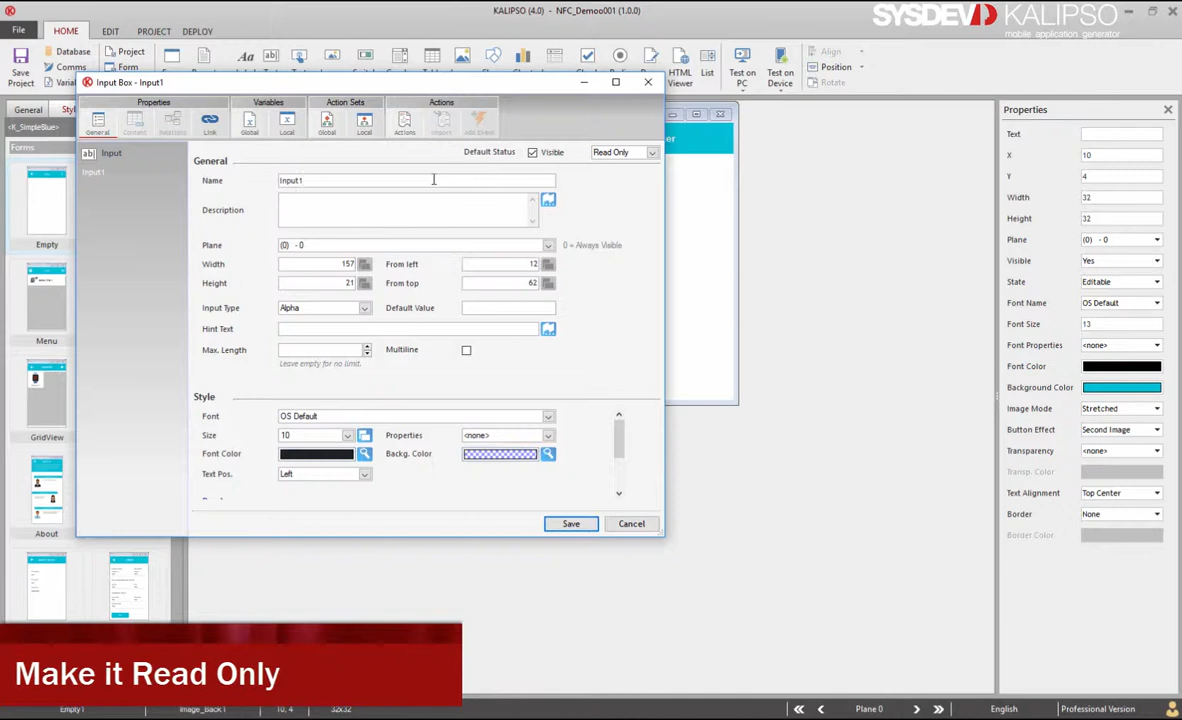 KALIPSO (4.0) - NFC_Demoo001 (1.0.0)
SYSDEV KALIPSO
mobile application generator
File
HOME
EDIT
PROJECT
DEPLOY
Save Project
Database
Comms
Project
Form
HTML Viewer
List
Test on PC
Test on Device
Align
Position
Rotate
General
<K_SimpleBlue>
Forms
Empty
Menu
GridView
About
Input Box - Input1
Properties
Variables
Action Sets
Actions
General
Content
Link
Global
Local
Global
Local
Actions
Import
Add Event
Input
Input1
Default Status
Visible
Read Only
General
Name
Input1
Description
Plane
(0) - 0
0 = Always Visible
Width
157
From left
12
Height
21
From top
62
Input Type
Alpha
Default Value
Hint Text
Max. Length
Multiline
Leave empty for no limit.
Style
Font
OS Default
Size
10
Properties
<none>
Font Color
Backg. Color
Text Pos.
Left
Save
Cancel
Properties
Text
X
10
Y
4
Width
32
Height
32
Plane
(0) - 0
Visible
Yes
State
Editable
Font Name
OS Default
Font Size
13
Font Properties
<none>
Font Color
Background Color
Image Mode
Stretched
Button Effect
Second Image
Transparency
<none>
Transp. Color
Text Alignment
Top Center
Border
None
Border Color
Make it Read Only
Empty1
Image_Back1
10, 4
32x32
Plane 0
English
Professional Version